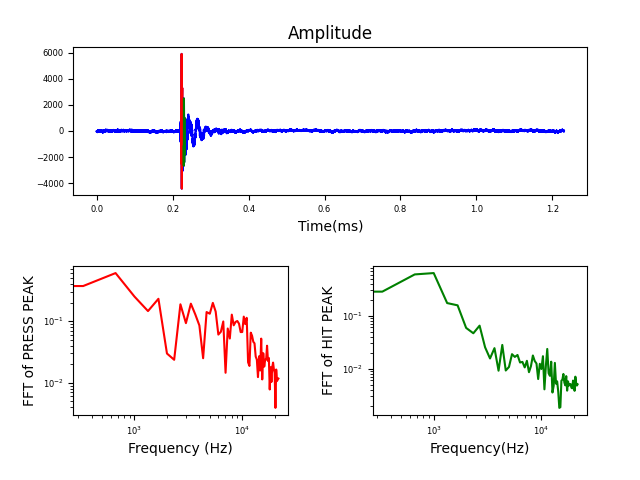 Amplitude
6000
4000
2000
0
−2000
−4000
0.0 0.2 0.4 0.6 0.8 1.0 1.2
Time(ms)
FFT of PRESS PEAK
10⁻¹
10⁻²
10³ 10⁴
Frequency (Hz)
FFT of HIT PEAK
10⁻¹
10⁻²
10³ 10⁴
Frequency(Hz)